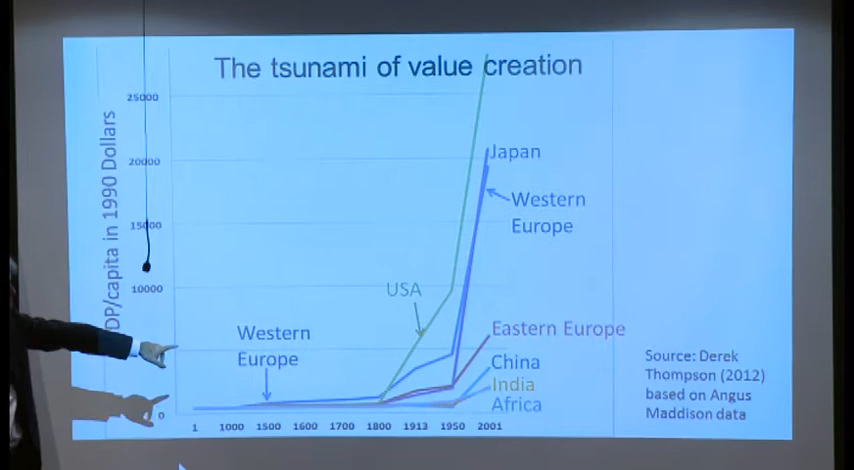 The tsunami of value creation
DP/capita in 1990 Dollars
25000
20000
15000
10000
0
Japan
Western
Europe
USA
Western
Europe
Eastern Europe
China
India
Africa
1 1000 1500 1600 1700 1800 1913 1950 2001
Source: Derek
Thompson (2012)
based on Angus
Maddison data